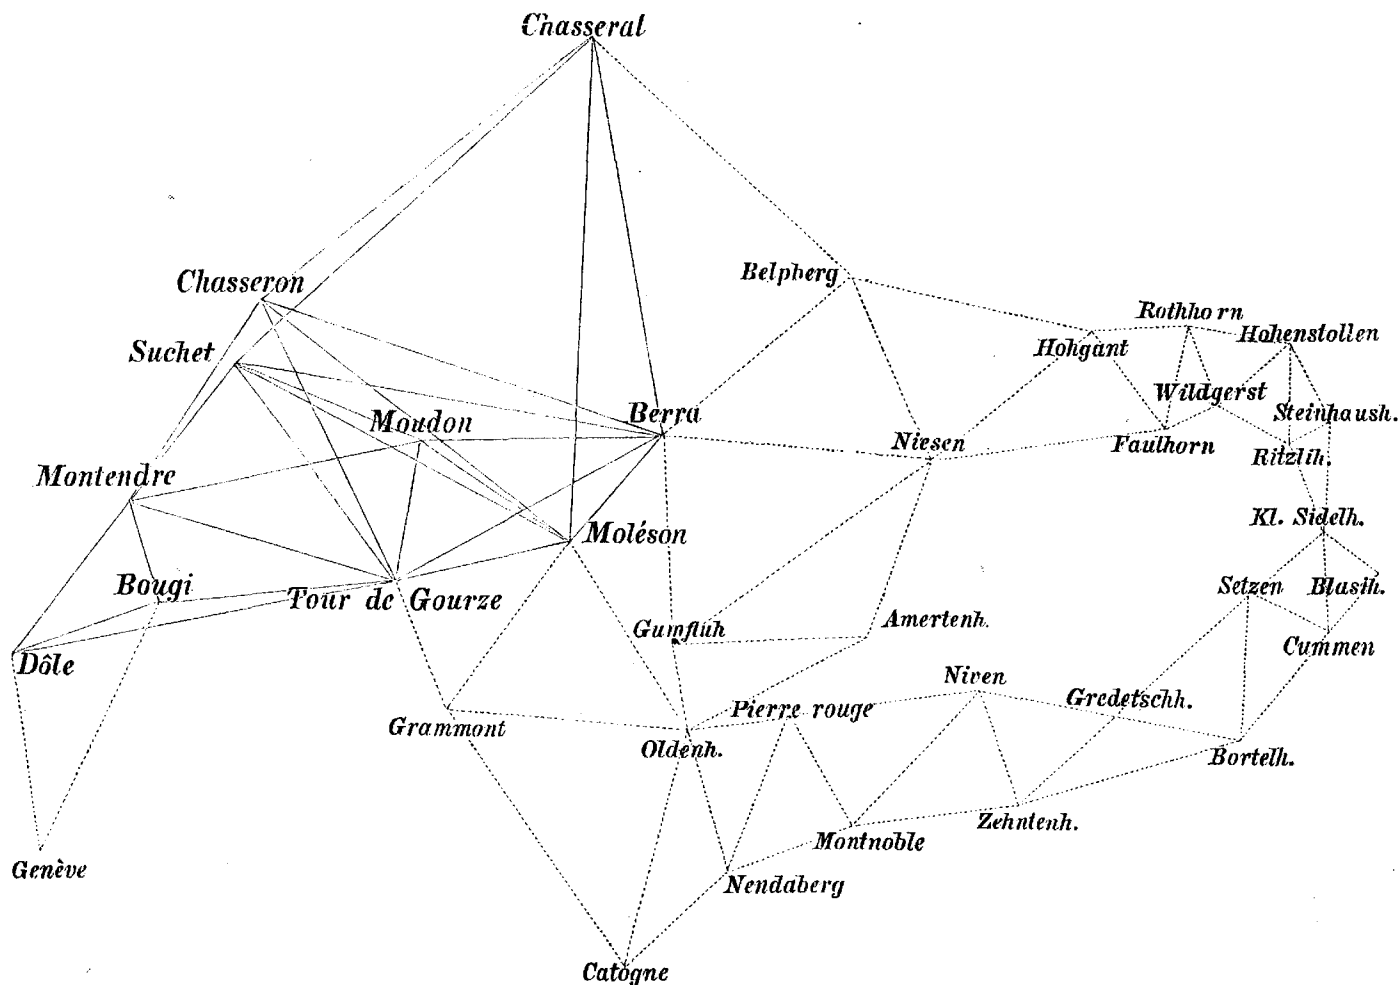 Chasseral
Belpberg
Chasseron
Rothhorn
Hohenstollen
Hohgant
Suchet
Wildgerst
Berra
Steinhaush.
Moudon
Niesen
Faulhorn
Ritzlih.
Montendre
Kl. Sidelh.
Moléson
Bougi
Setzen
Blasih.
Tour de Gourze
Gumfluh
Amertenh.
Cummen
Dôle
Niven
Gredetschh.
Pierre rouge
Grammont
Oldenh.
Bortelh.
Zehntenh.
Montnoble
Genève
Nendaberg
Catogne